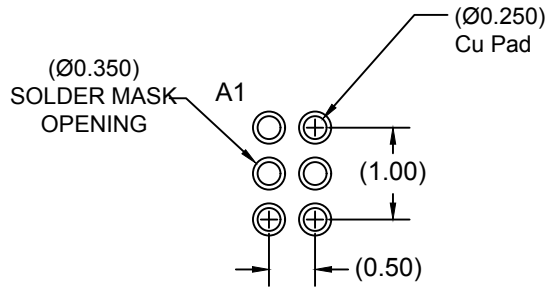 (Ø0.250)
Cu Pad
(Ø0.350)
SOLDER MASK
OPENING
A1
(1.00)
(0.50)